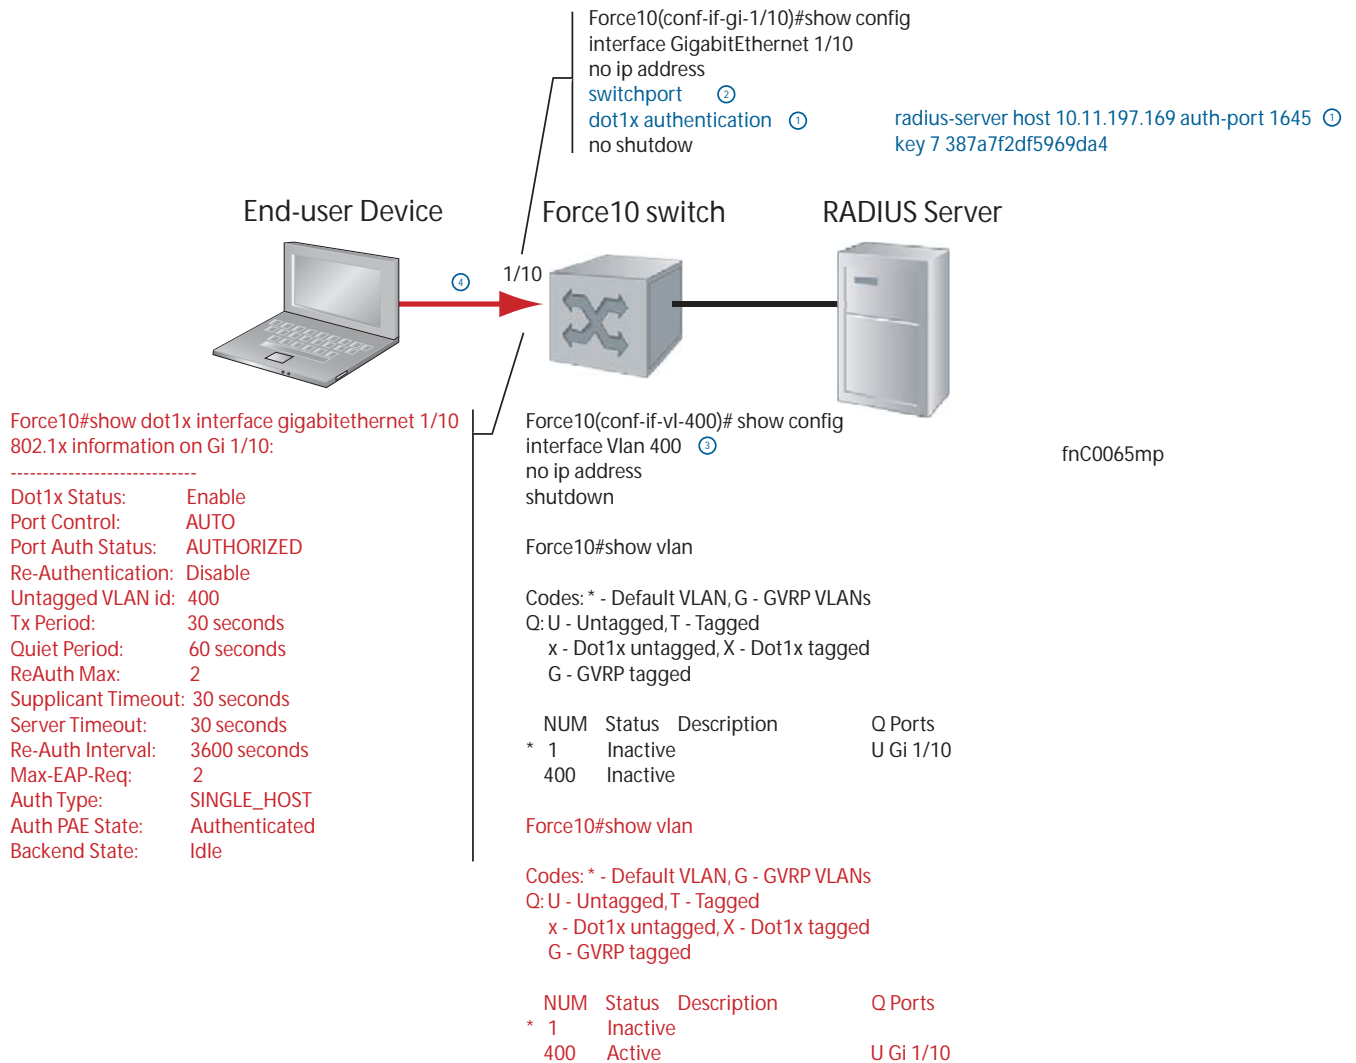 Force10(conf-if-gi-1/10)#show config
interface GigabitEthernet 1/10
no ip address
switchport 2
dot1x authentication 1
no shutdow
radius-server host 10.11.197.169 auth-port 1645 1
key 7 387a7f2df5969da4
End-user Device
Force10 switch
RADIUS Server
4
1/10
Force10#show dot1x interface gigabitethernet 1/10
802.1x information on Gi 1/10:
-----------------------------
Dot1x Status: Enable
Port Control: AUTO
Port Auth Status: AUTHORIZED
Re-Authentication: Disable
Untagged VLAN id: 400
Tx Period: 30 seconds
Quiet Period: 60 seconds
ReAuth Max: 2
Supplicant Timeout: 30 seconds
Server Timeout: 30 seconds
Re-Auth Interval: 3600 seconds
Max-EAP-Req: 2
Auth Type: SINGLE_HOST
Auth PAE State: Authenticated
Backend State: Idle
Force10(conf-if-vl-400)# show config
interface Vlan 400 3
no ip address
shutdown
Force10#show vlan
Codes: * - Default VLAN, G - GVRP VLANs
Q: U - Untagged, T - Tagged
x - Dot1x untagged, X - Dot1x tagged
G - GVRP tagged
NUM Status Description Q Ports
* 1 Inactive U Gi 1/10
400 Inactive
Force10#show vlan
Codes: * - Default VLAN, G - GVRP VLANs
Q: U - Untagged, T - Tagged
x - Dot1x untagged, X - Dot1x tagged
G - GVRP tagged
NUM Status Description Q Ports
* 1 Inactive
400 Active U Gi 1/10
fnC0065mp